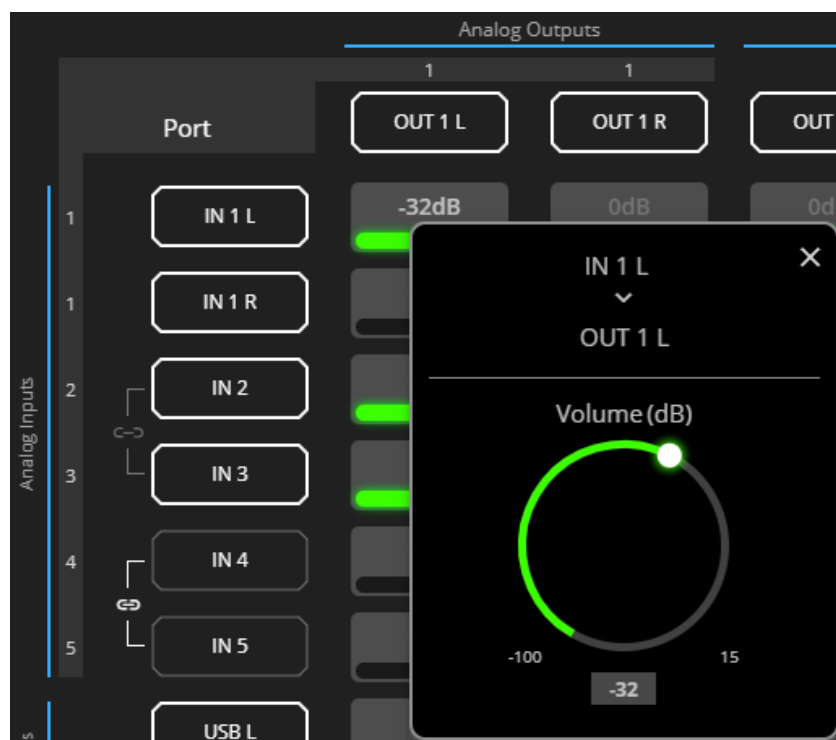 Analog Outputs
1 1
Port OUT 1 L OUT 1 R OUT
1 IN 1 L -32dB 0dB 0d
1 IN 1 R
2 IN 2
3 IN 3
4 IN 4
5 IN 5
USB L
Analog Inputs
IN 1 L
OUT 1 L
Volume (dB)
-100 15
-32